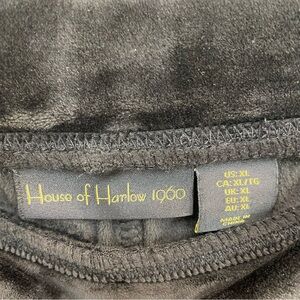 House of Harlow 1960
US: XL
CA: XL/TG
UK: XL
EU: XL
AU: XL
MADE IN
CHINA